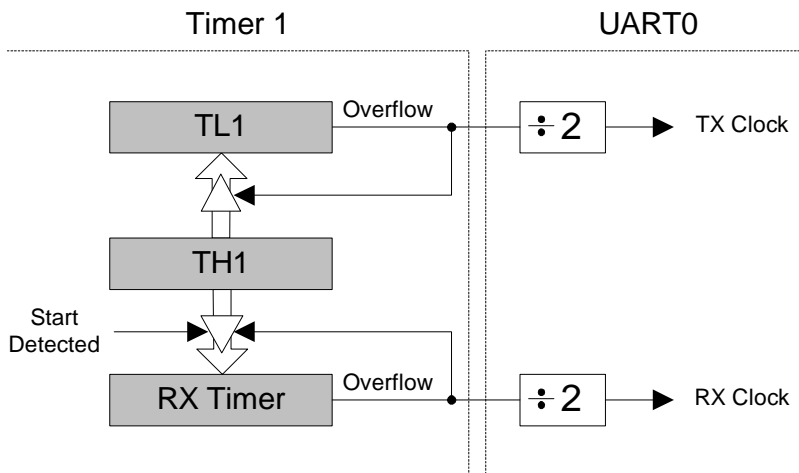 Timer 1
UART0
TL1
Overflow
÷2
TX Clock
TH1
Start
Detected
RX Timer
Overflow
÷2
RX Clock